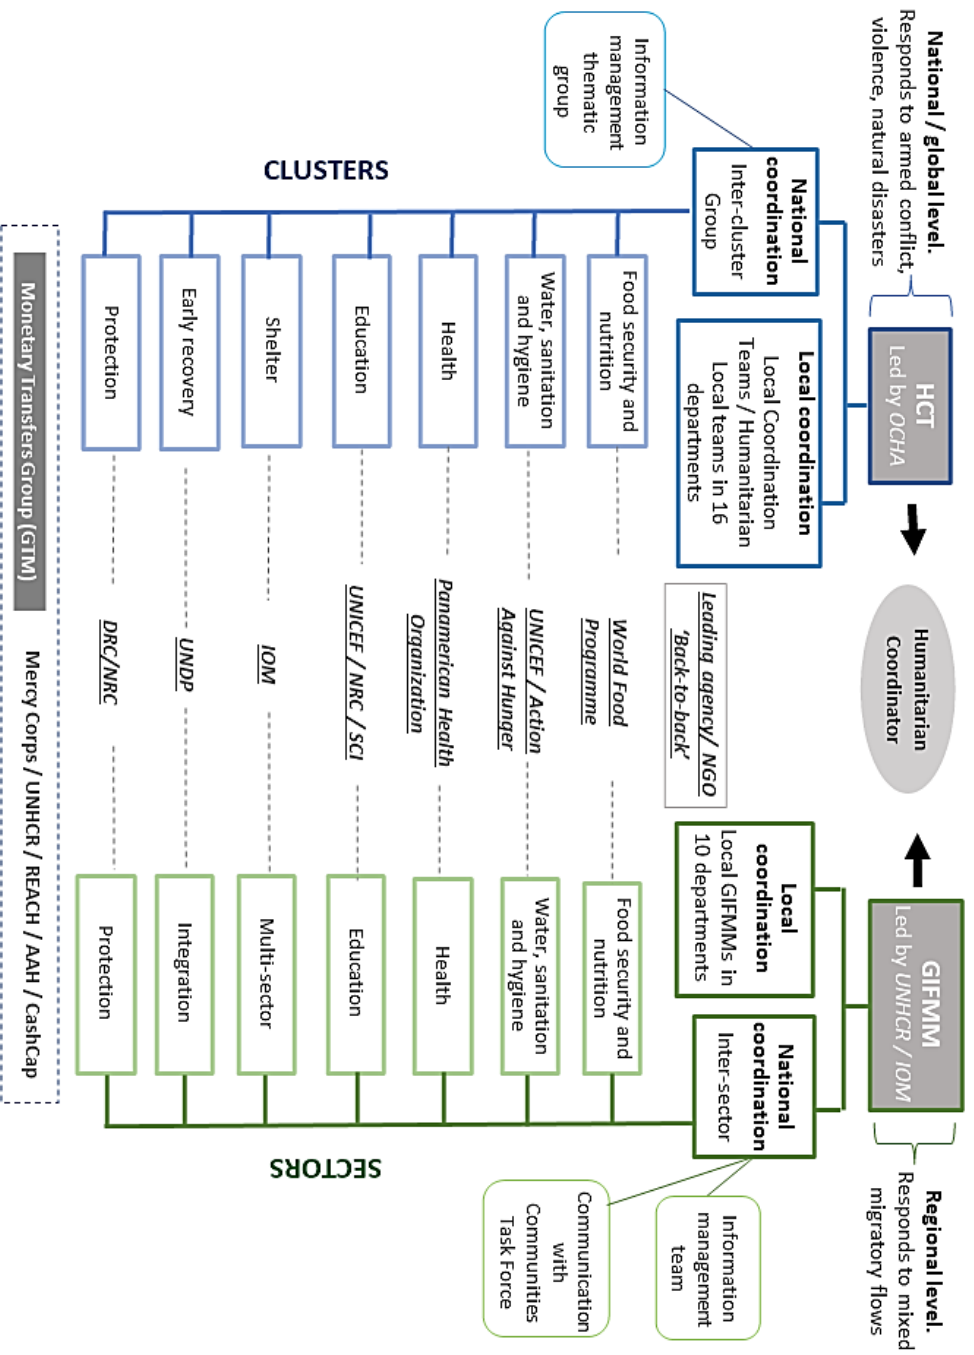 National / global level.
Responds to armed conflict,
violence, natural disasters
HCT
Led by OCHA
Humanitarian
Coordinator
GIFMM
Led by UNHCR / IOM
Regional level.
Responds to mixed
migratory flows
National
coordination
Inter-cluster
Group
Local coordination
Local Coordination
Teams / Humanitarian
Local teams in 16
departments
Local
coordination
Local GIFMMs in
10 departments
National
coordination
Inter-sector
Information
management
thematic
group
Leading agency/ NGO
‘Back-to-back’
Information
management
team
Communication
with
Communities
Task Force
CLUSTERS
SECTORS
Food security and
nutrition
World Food
Programme
Food security and
nutrition
Water, sanitation
and hygiene
UNICEF / Action
Against Hunger
Water, sanitation
and hygiene
Health
Panamerican Health
Organization
Health
Education
UNICEF / NRC / SCI
Education
Shelter
IOM
Multi-sector
Early recovery
UNDP
Integration
Protection
DRC/NRC
Protection
Monetary Transfers Group (GTM)
Mercy Corps / UNHCR / REACH / AAH / CashCap